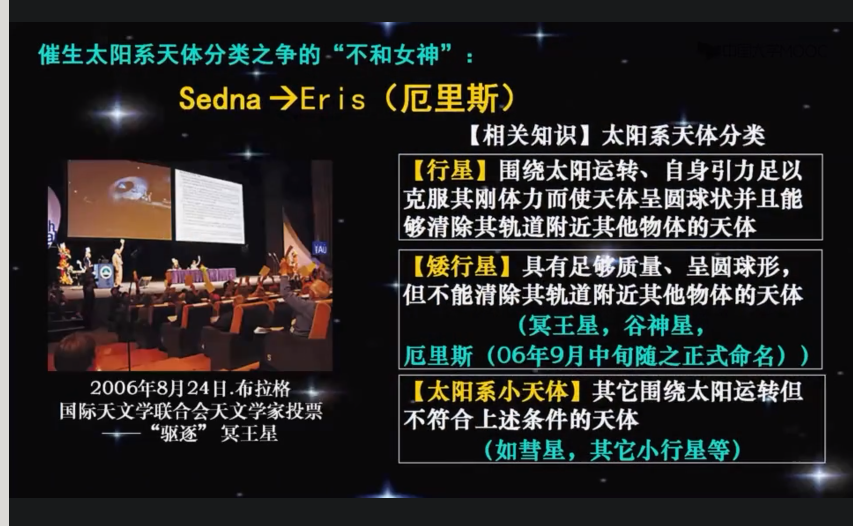 催生太阳系天体分类之争的“不和女神”：
Sedna→Eris（厄里斯）
【相关知识】太阳系天体分类
【行星】围绕太阳运转、自身引力足以
克服其刚体力而使天体呈圆球状并且能
够清除其轨道附近其他物体的天体
【矮行星】具有足够质量、呈圆球形，
但不能清除其轨道附近其他物体的天体
（冥王星，谷神星，
厄里斯（06年9月中旬随之正式命名））
【太阳系小天体】其它围绕太阳运转但
不符合上述条件的天体
（如彗星，其它小行星等）
IAU
2006年8月24日.布拉格
国际天文学联合会天文学家投票
——“驱逐” 冥王星